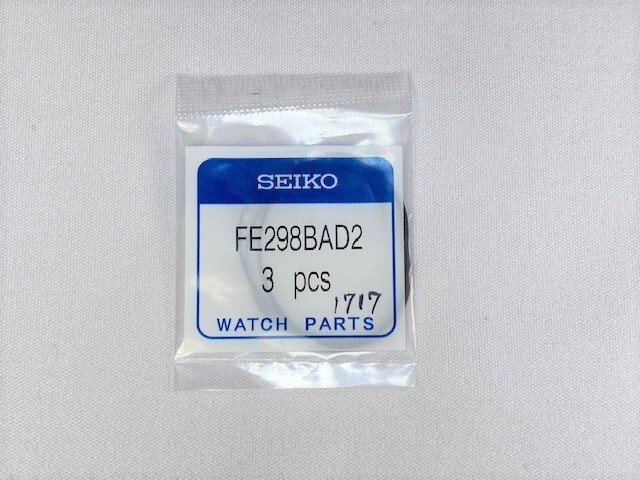 SEIKO
FE298BAD2
3 pcs
1717
WATCH PARTS